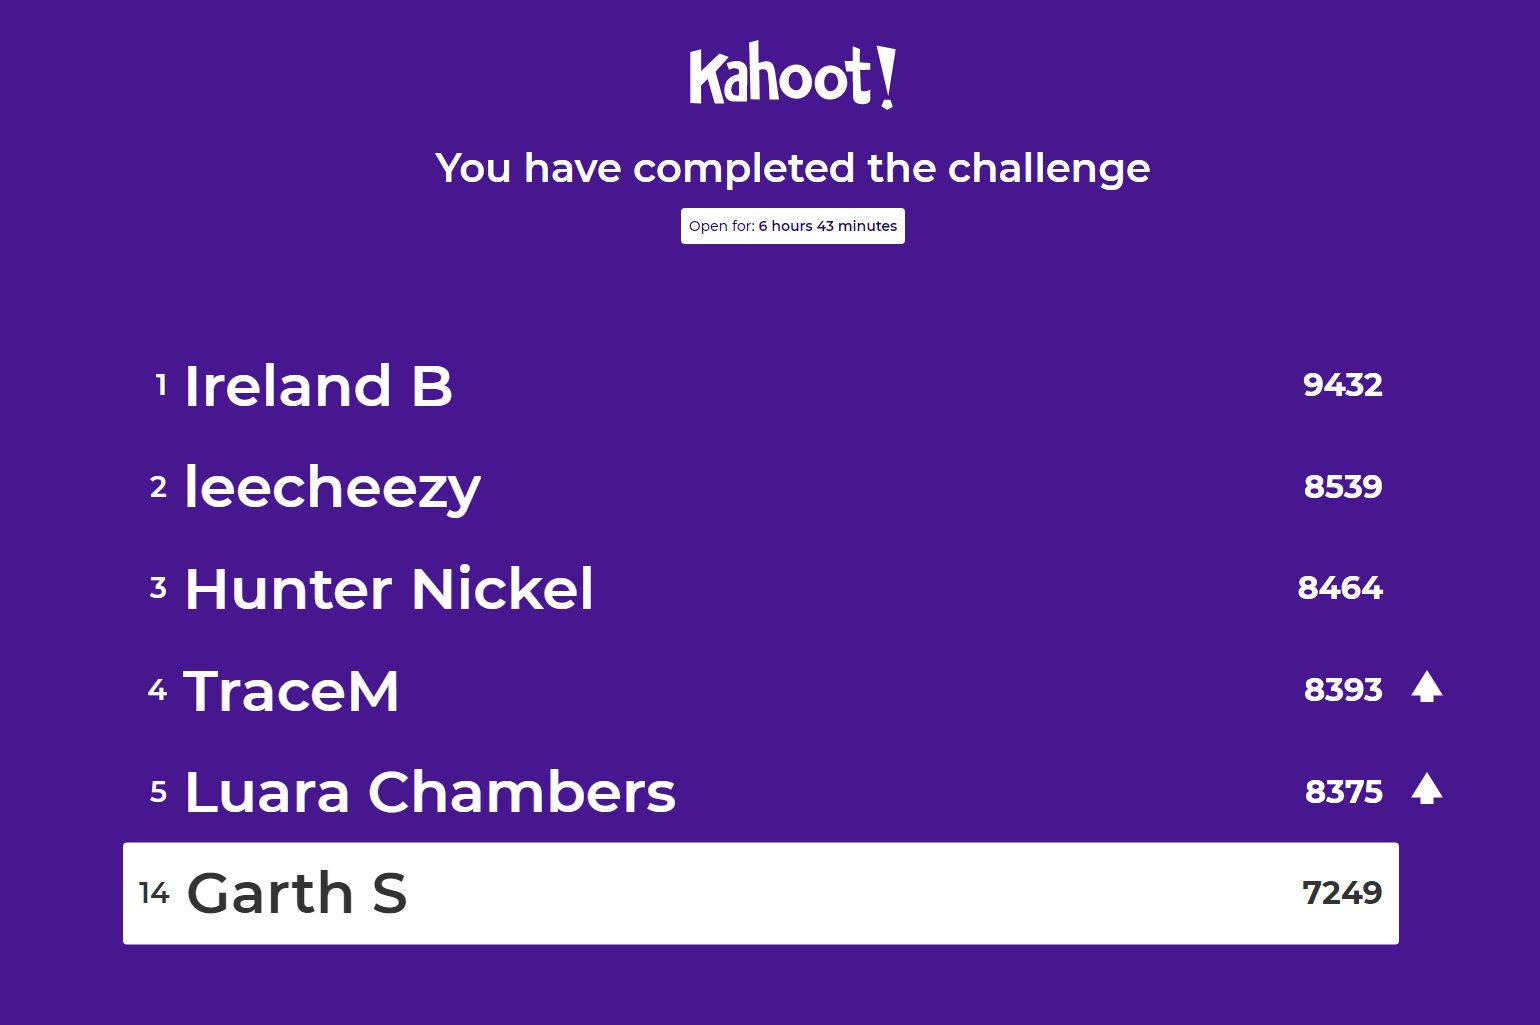 Kahoot!
You have completed the challenge
Open for: 6 hours 43 minutes
1 Ireland B 9432
2 leecheezy 8539
3 Hunter Nickel 8464
4 TraceM 8393
5 Luara Chambers 8375
14 Garth S 7249